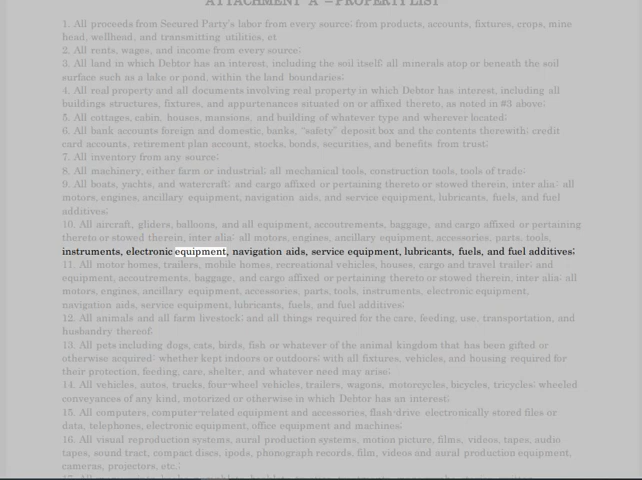 ATTACHMENT "A" – PROPERTY LIST
1. All proceeds from Secured Party's labor from every source; from products, accounts, fixtures, crops, mine
head, wellhead, and transmitting utilities, et
2. All rents, wages, and income from every source;
3. All land in which Debtor has an interest, including the soil itself; all minerals atop or beneath the soil
surface such as a lake or pond, within the land boundaries;
4. All real property and all documents involving real property in which Debtor has interest, including all
buildings structures, fixtures, and appurtenances situated on or affixed thereto, as noted in #3 above;
5. All cottages, cabin, houses, mansions, and building of whatever type and wherever located;
6. All bank accounts foreign and domestic, banks, "safety" deposit box and the contents therewith; credit
card accounts, retirement plan account, stocks, bonds, securities, and benefits from trust;
7. All inventory from any source;
8. All machinery, either farm or industrial; all mechanical tools, construction tools, tools of trade;
9. All boats, yachts, and watercraft; and cargo affixed or pertaining thereto or stowed therein, inter alia: all
motors, engines, ancillary equipment, navigation aids, and service equipment, lubricants, fuels, and fuel
additives;
10. All aircraft, gliders, balloons, and all equipment, accoutrements, baggage, and cargo affixed or pertaining
thereto or stowed therein, inter alia: all motors, engines, ancillary equipment, accessories, parts, tools,
instruments, electronic equipment, navigation aids, service equipment, lubricants, fuels, and fuel additives;
11. All motor homes, trailers, mobile homes, recreational vehicles, houses, cargo and travel trailer; and
equipment, accoutrements, baggage, and cargo affixed or pertaining thereto or stowed therein, inter alia: all
motors, engines, ancillary equipment, accessories, parts, tools, instruments, electronic equipment,
navigation aids, service equipment, lubricants, fuels, and fuel additives;
12. All animals and all farm livestock; and all things required for the care, feeding, use, transportation, and
husbandry thereof;
13. All pets including dogs, cats, birds, fish or whatever of the animal kingdom that has been gifted or
otherwise acquired; whether kept indoors or outdoors; with all fixtures, vehicles, and housing required for
their protection, feeding, care, shelter, and whatever need may arise;
14. All vehicles, autos, trucks, four-wheel vehicles, trailers, wagons, motorcycles, bicycles, tricycles; wheeled
conveyances of any kind, motorized or otherwise in which Debtor has an interest;
15. All computers, computer-related equipment and accessories, flash-drive electronically stored files or
data, telephones, electronic equipment, office equipment and machines;
16. All visual reproduction systems, aural production systems, motion picture, films, videos, tapes, audio
tapes, sound tract, compact discs, ipods, phonograph records, film, videos and aural production equipment,
cameras, projectors, etc.;